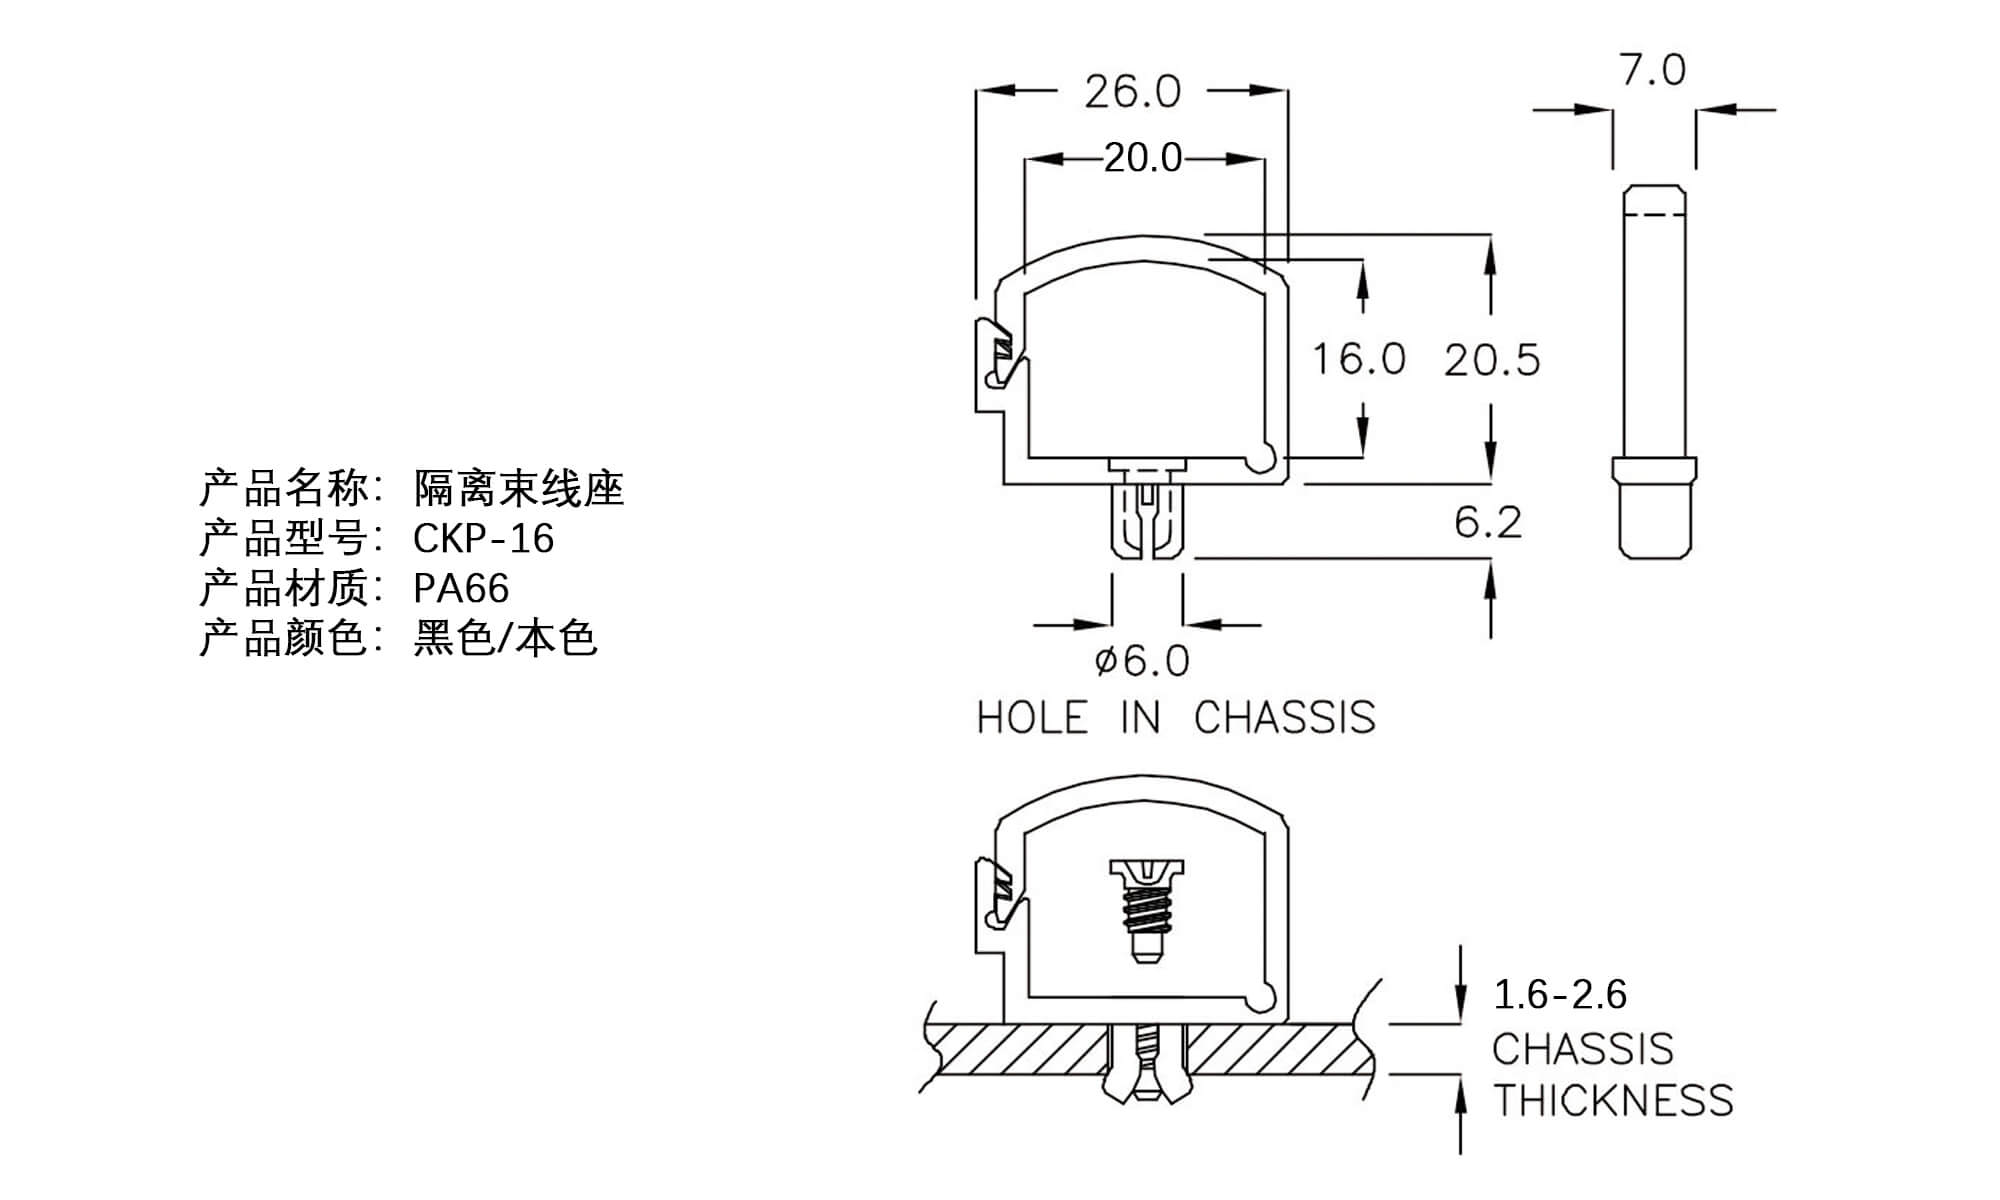 产品名称：隔离束线座
产品型号：CKP-16
产品材质：PA66
产品颜色：黑色/本色
26.0
7.0
20.0
16.0
20.5
6.2
ø6.0
HOLE IN CHASSIS
1.6-2.6
CHASSIS
THICKNESS